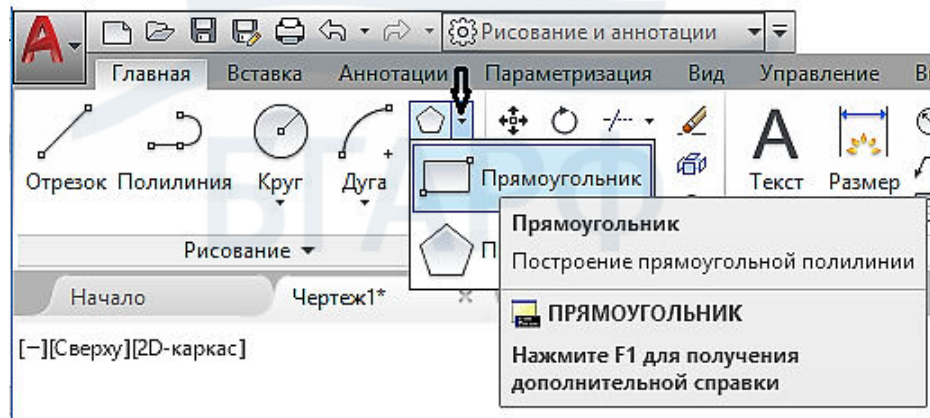 Рисование и аннотации
Главная Вставка Аннотации Параметризация Вид Управление
Отрезок Полилиния Круг Дуга Прямоугольник Текст Размер
Прямоугольник
Рисование
Построение прямоугольной полилинии
Начало Чертеж1*
ПРЯМОУГОЛЬНИК
[−][Сверху][2D-каркас]
Нажмите F1 для получения
дополнительной справки
БГАРФ